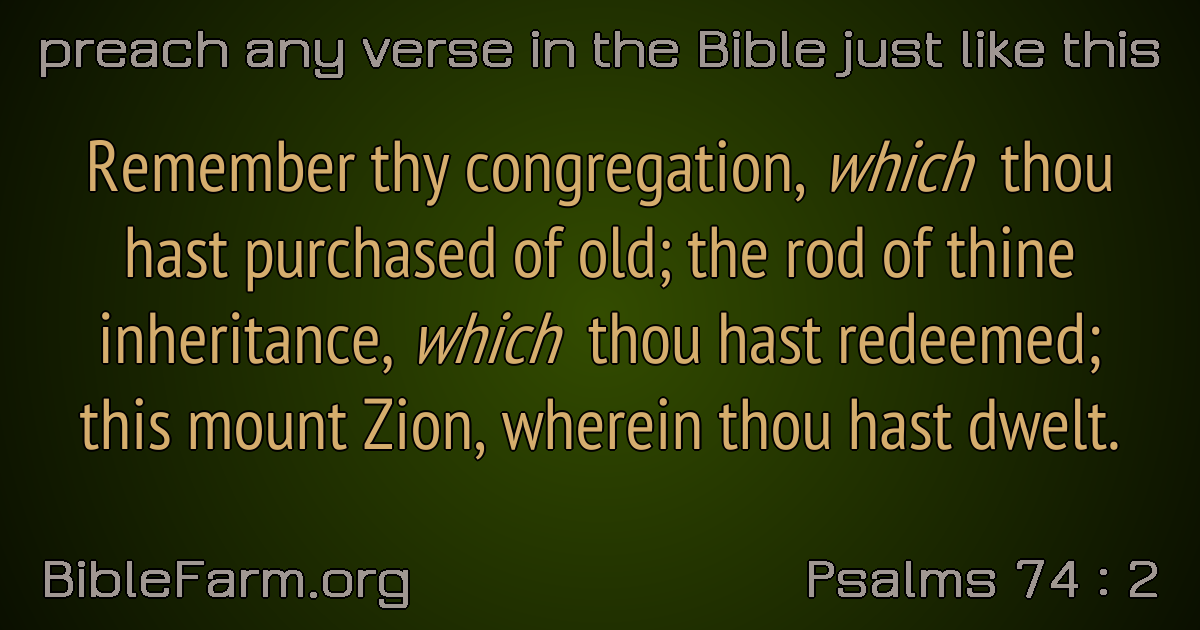 preach any verse in the Bible just like this
Remember thy congregation, which thou
hast purchased of old; the rod of thine
inheritance, which thou hast redeemed;
this mount Zion, wherein thou hast dwelt.
BibleFarm.org
Psalms 74 : 2